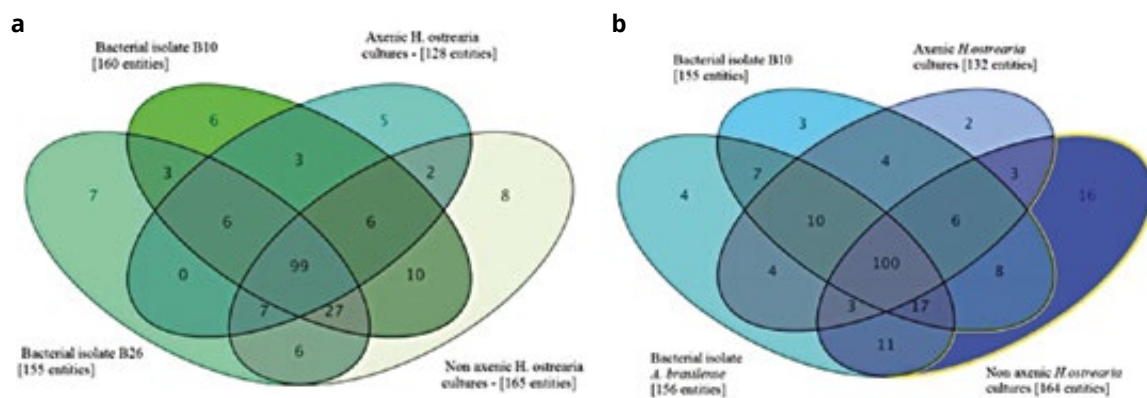 a
Bacterial isolate B10
[160 entities]
Axenic H. ostrearia
cultures - [128 entities]
6
5
3
3
2
7
8
6
6
0
99
10
7
27
6
Bacterial isolate B26
[155 entities]
Non axenic H. ostrearia
cultures - [165 entities]
b
Bacterial isolate B10
[155 entities]
Axenic H.ostrearia
cultures [132 entities]
3
2
7
4
3
4
16
10
6
4
100
8
3
17
11
Bacterial isolate
A. brasilense
[156 entities]
Non axenic H.ostrearia
cultures [164 entities]